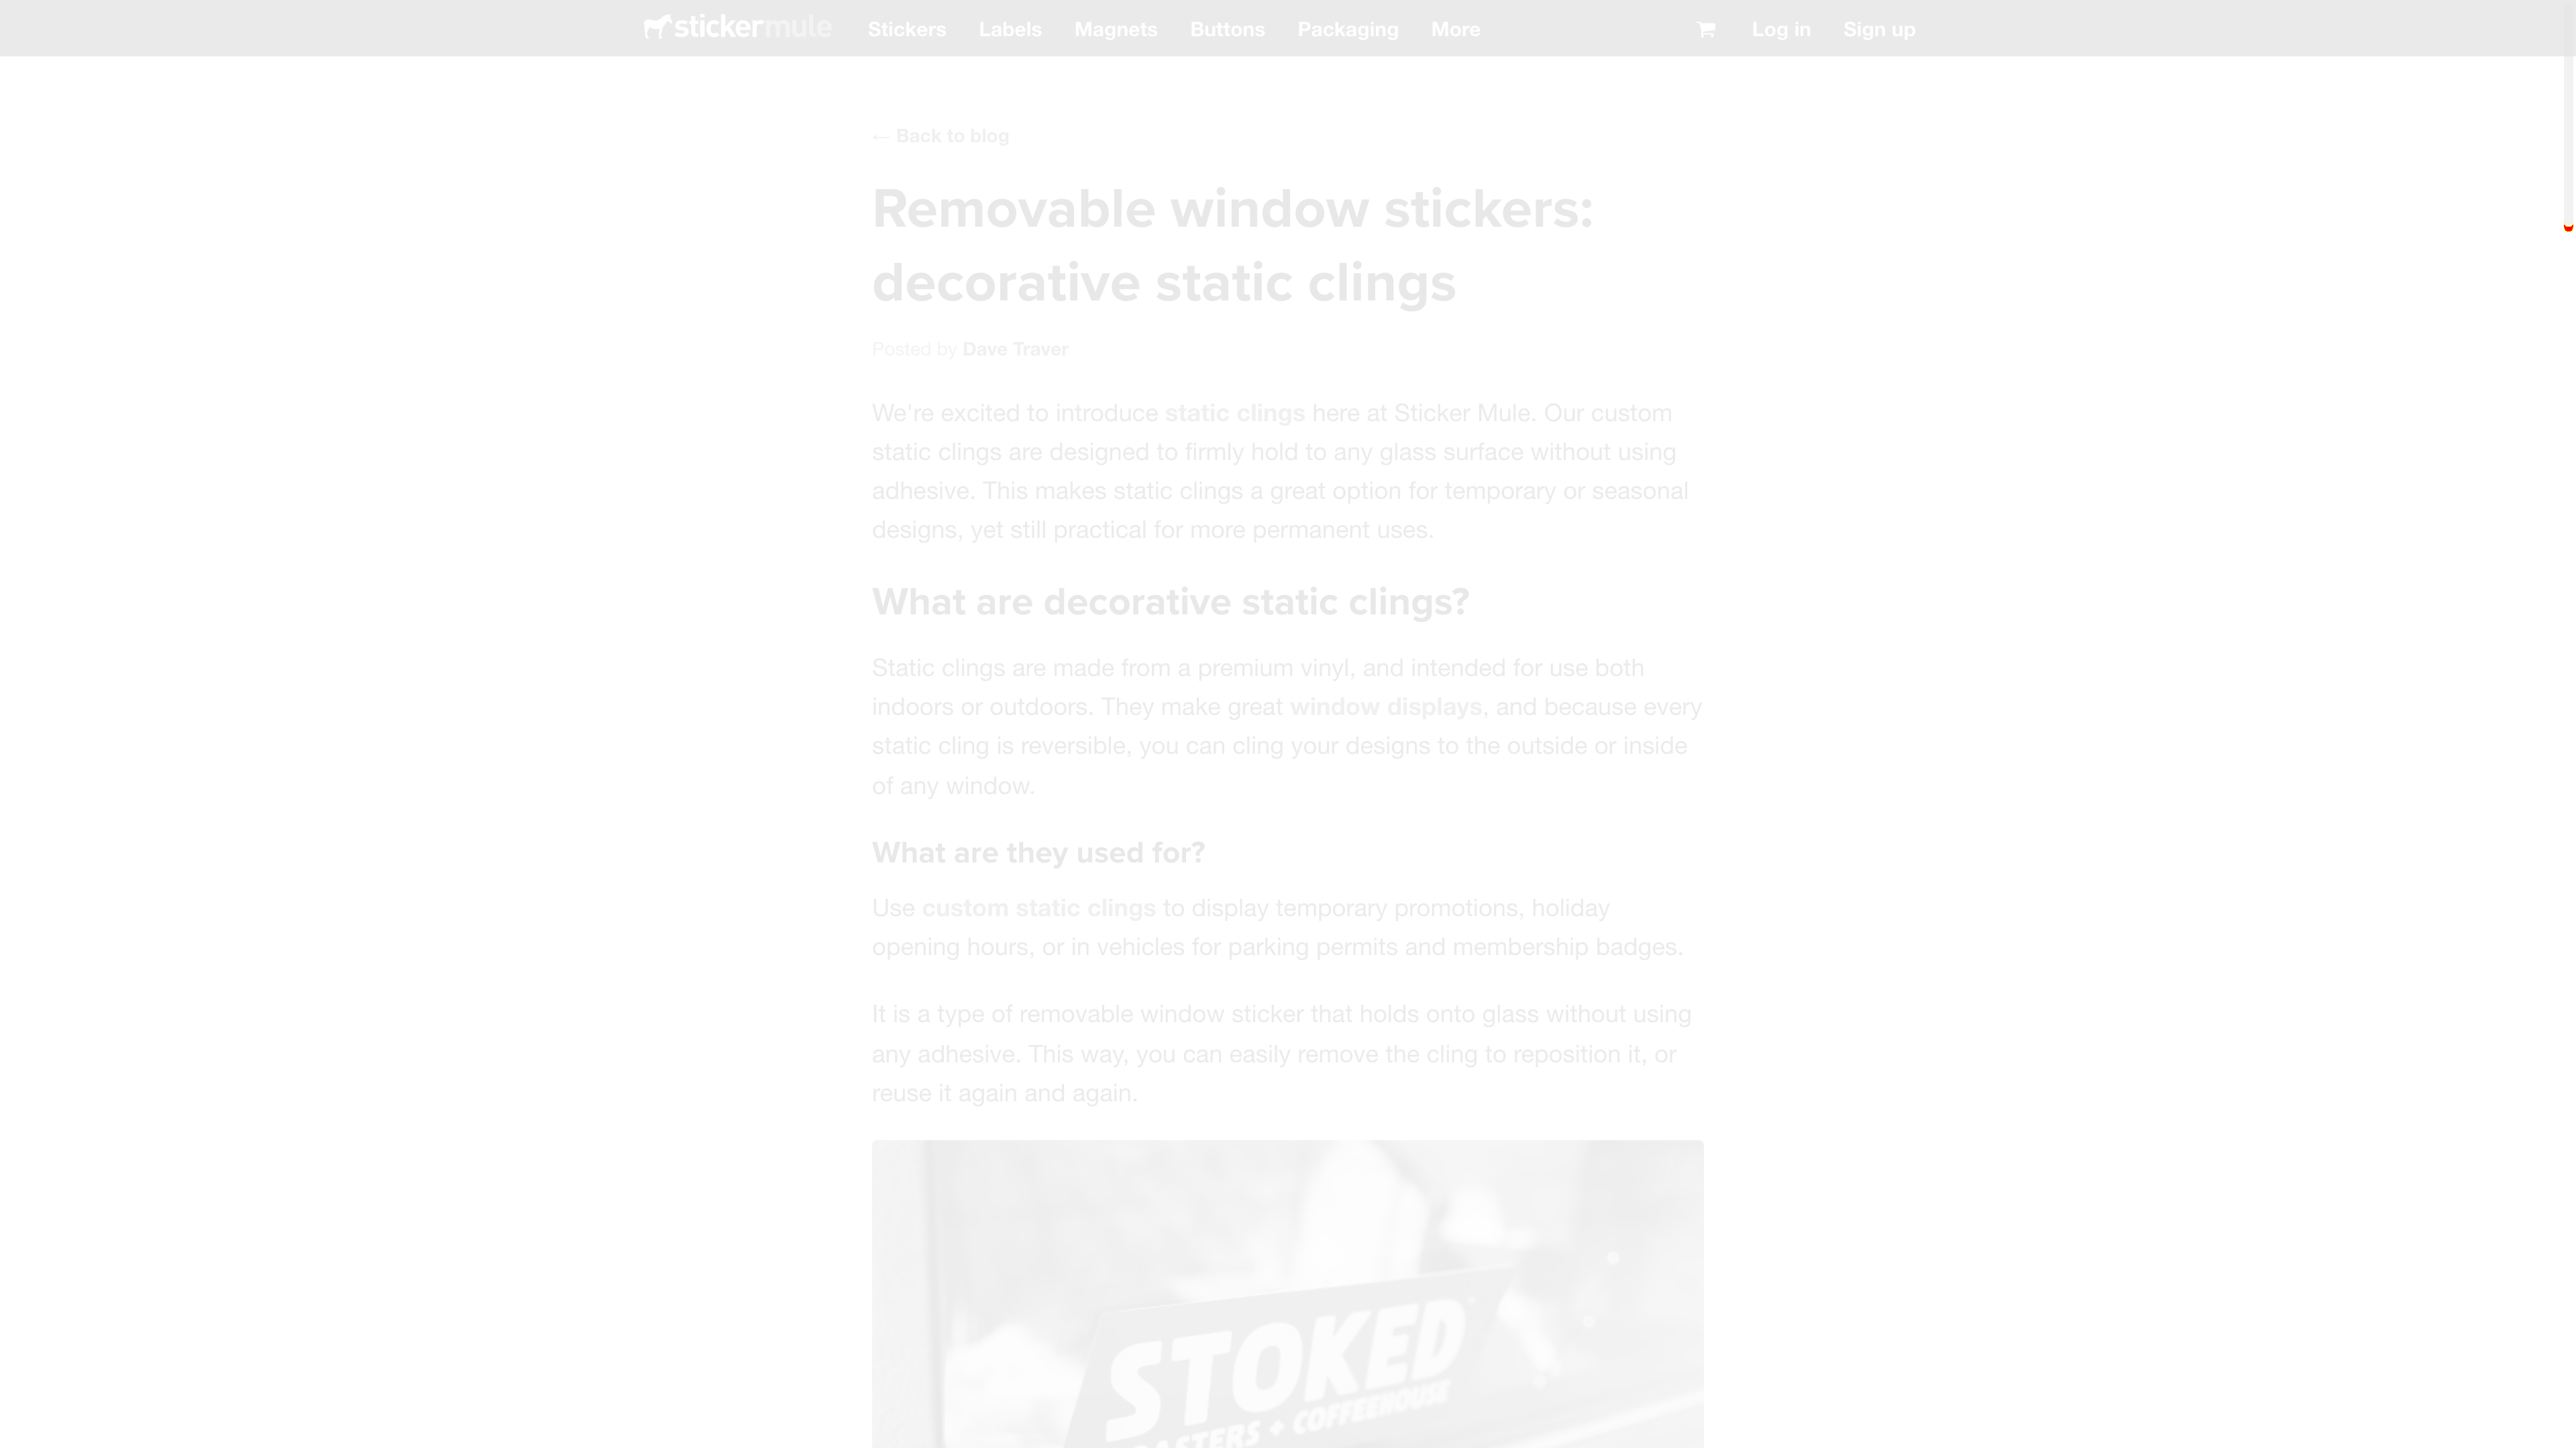 stickermule Stickers Labels Magnets Buttons Packaging More Log in Sign up
← Back to blog
Removable window stickers:
decorative static clings
Posted by Dave Traver
We're excited to introduce static clings here at Sticker Mule. Our custom
static clings are designed to firmly hold to any glass surface without using
adhesive. This makes static clings a great option for temporary or seasonal
designs, yet still practical for more permanent uses.
What are decorative static clings?
Static clings are made from a premium vinyl, and intended for use both
indoors or outdoors. They make great window displays, and because every
static cling is reversible, you can cling your designs to the outside or inside
of any window.
What are they used for?
Use custom static clings to display temporary promotions, holiday
opening hours, or in vehicles for parking permits and membership badges.
It is a type of removable window sticker that holds onto glass without using
any adhesive. This way, you can easily remove the cling to reposition it, or
reuse it again and again.
STOKED
+ COFFEEHOUSE